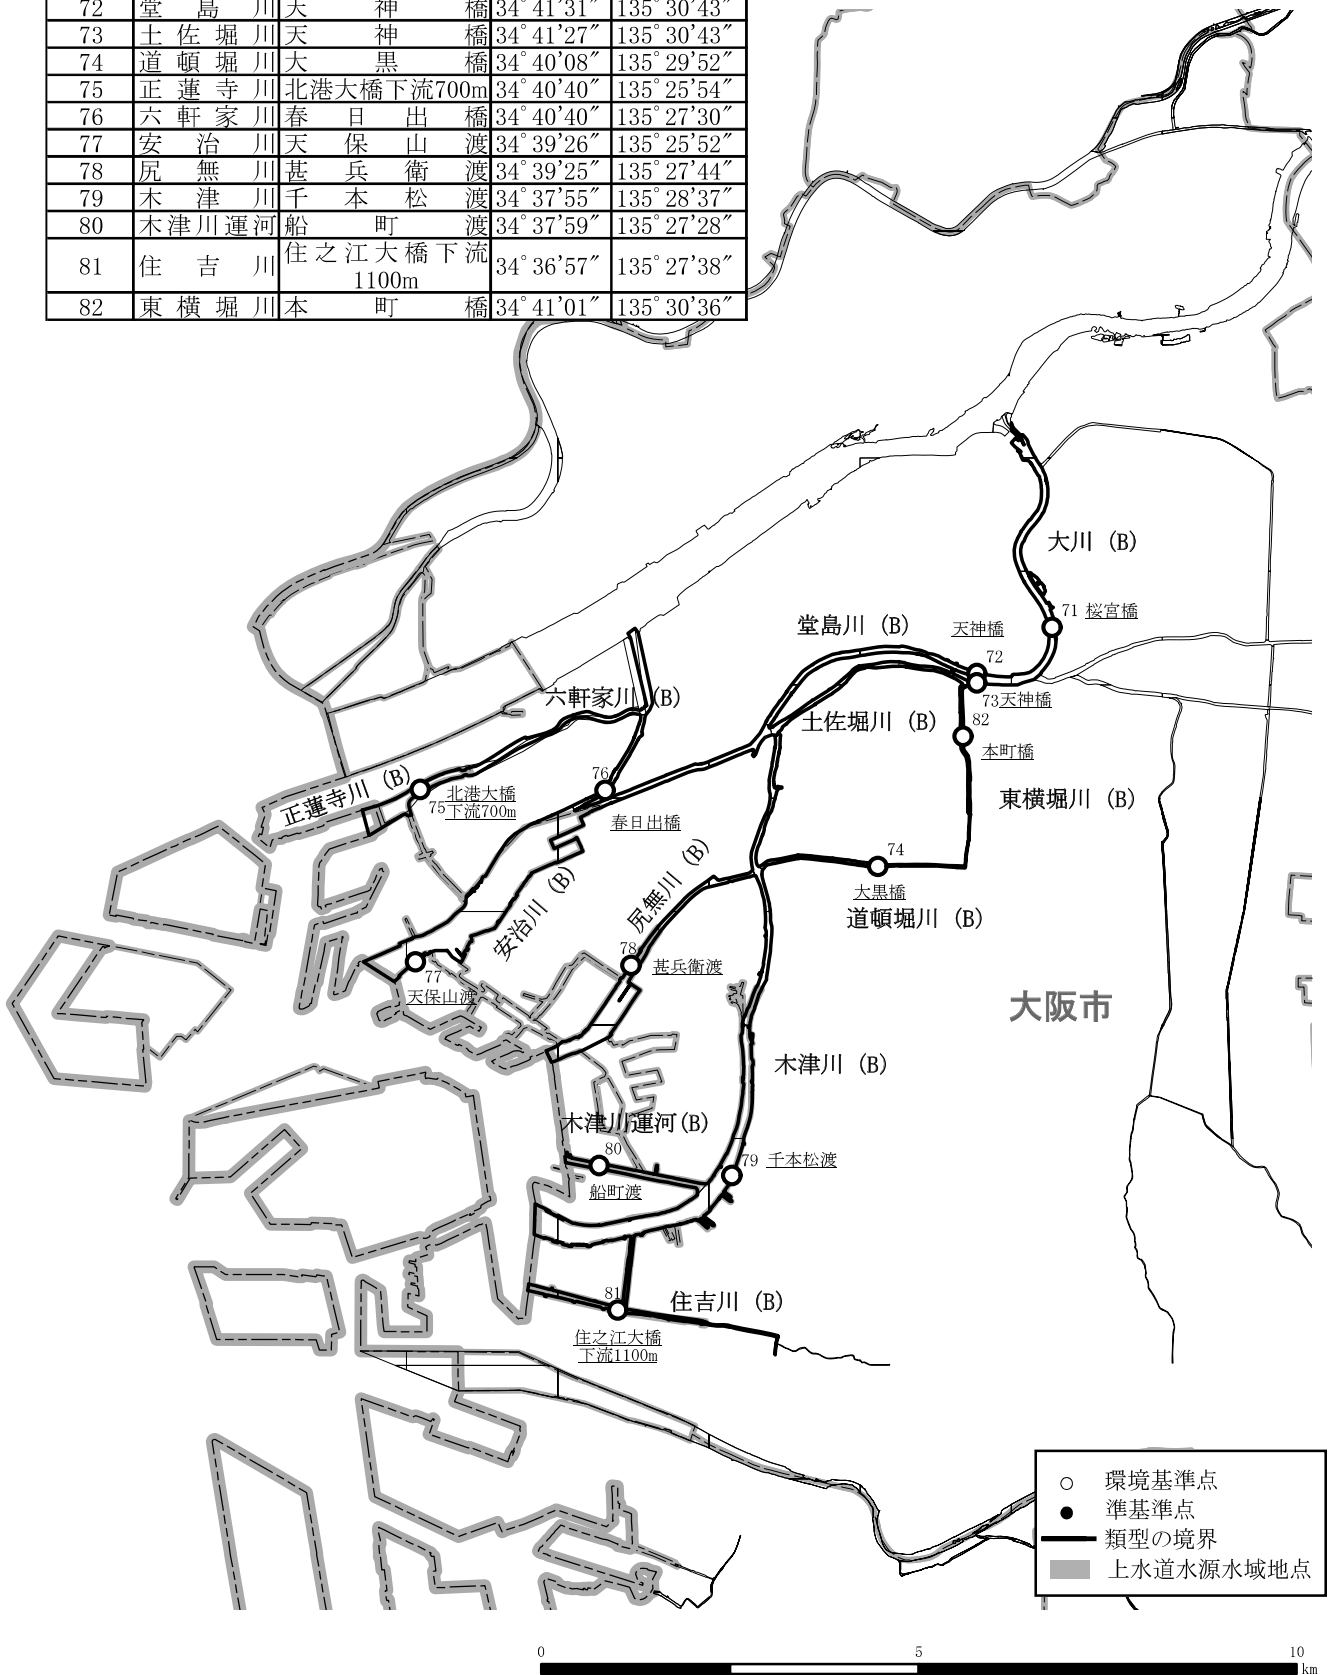 72 堂島川 天神橋 34°41'31″ 135°30'43″
73 土佐堀川 天神橋 34°41'27″ 135°30'43″
74 道頓堀川 大黒橋 34°40'08″ 135°29'52″
75 正蓮寺川 北港大橋下流700m 34°40'40″ 135°25'54″
76 六軒家川 春日出橋 34°40'40″ 135°27'30″
77 安治川 天保山渡 34°39'26″ 135°25'52″
78 尻無川 甚兵衛渡 34°39'25″ 135°27'44″
79 木津川 千本松渡 34°37'55″ 135°28'37″
80 木津川運河 船町渡 34°37'59″ 135°27'28″
81 住吉川 住之江大橋下流 34°36'57″ 135°27'38″
1100m
82 東横堀川 本町橋 34°41'01″ 135°30'36″
大川 (B)
71 桜宮橋
堂島川 (B)
天神橋
72
六軒家川 (B)
73天神橋
土佐堀川 (B)
82
本町橋
正蓮寺川 (B)
76
75 北港大橋
下流700m
東横堀川 (B)
春日出橋
74
大黒橋
尻無川 (B)
安治川 (B)
道頓堀川 (B)
78
甚兵衛渡
77
天保山渡
大阪市
木津川 (B)
木津川運河(B)
80
79 千本松渡
船町渡
81
住吉川 (B)
住之江大橋
下流1100m
○ 環境基準点
● 準基準点
類型の境界
上水道水源水域地点
0 5 10
km